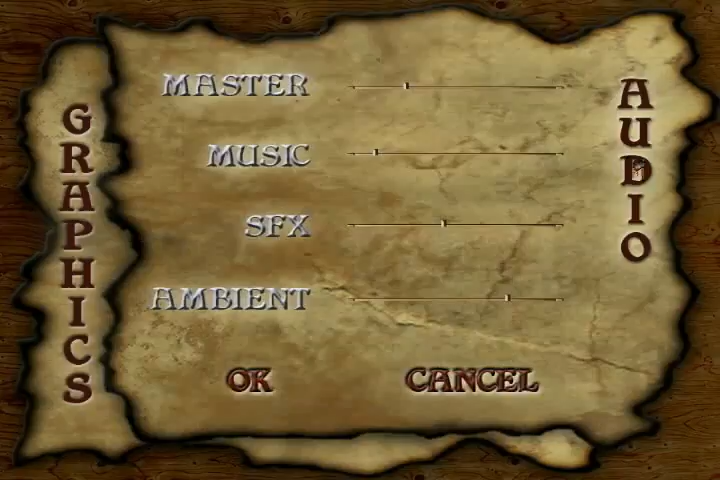 GRAPHICS
MASTER
MUSIC
SFX
AMBIENT
OK
CANCEL
AUDIO